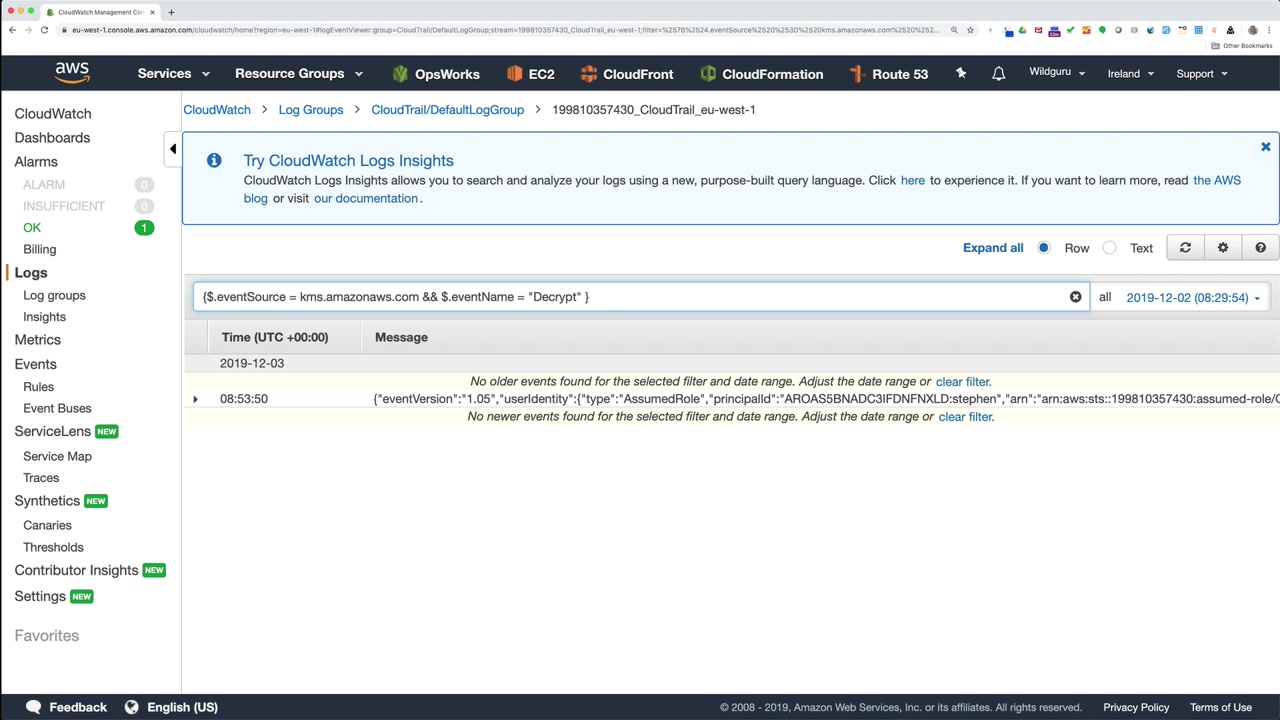 CloudWatch Management Con
eu-west-1.console.aws.amazon.com/cloudwatch/home?region=eu-west-1#logEventViewer:group=CloudTrail/DefaultLogGroup;stream=199810357430_CloudTrail_eu-west-1;filter=%257B%2524.eventSource%2520%253D%2520kms.amazonaws.com%2520%252...
Other Bookmarks
aws Services Resource Groups OpsWorks EC2 CloudFront CloudFormation Route 53 Wildguru Ireland Support
CloudWatch
Dashboards
Alarms
ALARM 0
INSUFFICIENT 0
OK 1
Billing
Logs
Log groups
Insights
Metrics
Events
Rules
Event Buses
ServiceLens NEW
Service Map
Traces
Synthetics NEW
Canaries
Thresholds
Contributor Insights NEW
Settings NEW
Favorites
CloudWatch > Log Groups > CloudTrail/DefaultLogGroup > 199810357430_CloudTrail_eu-west-1
Try CloudWatch Logs Insights
CloudWatch Logs Insights allows you to search and analyze your logs using a new, purpose-built query language. Click here to experience it. If you want to learn more, read the AWS
blog or visit our documentation.
Expand all Row Text
{$.eventSource = kms.amazonaws.com && $.eventName = "Decrypt" } all 2019-12-02 (08:29:54)
Time (UTC +00:00) Message
2019-12-03
No older events found for the selected filter and date range. Adjust the date range or clear filter.
08:53:50 {"eventVersion":"1.05","userIdentity":{"type":"AssumedRole","principalId":"AROAS5BNADC3IFDNFNXLD:stephen","arn":"arn:aws:sts::199810357430:assumed-role/
No newer events found for the selected filter and date range. Adjust the date range or clear filter.
Feedback English (US) © 2008 - 2019, Amazon Web Services, Inc. or its affiliates. All rights reserved. Privacy Policy Terms of Use